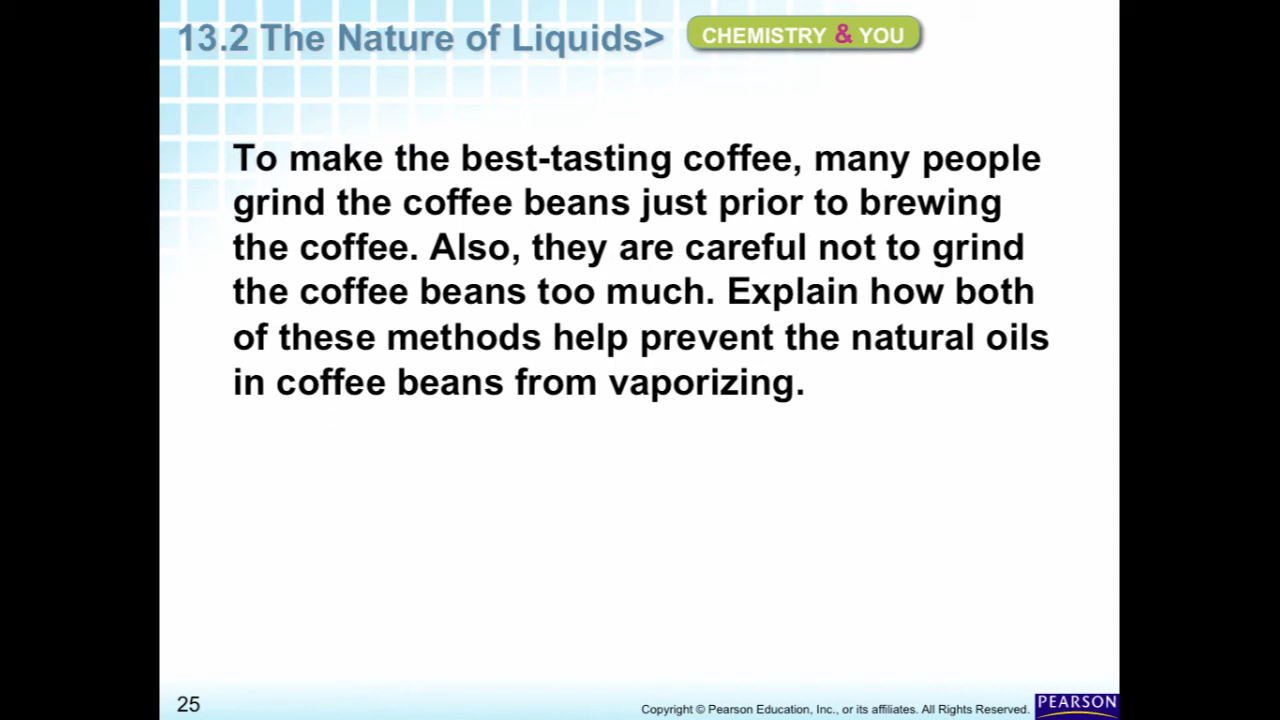 13.2 The Nature of Liquids>
CHEMISTRY & YOU
To make the best-tasting coffee, many people
grind the coffee beans just prior to brewing
the coffee. Also, they are careful not to grind
the coffee beans too much. Explain how both
of these methods help prevent the natural oils
in coffee beans from vaporizing.
25
Copyright © Pearson Education, Inc., or its affiliates. All Rights Reserved.
PEARSON